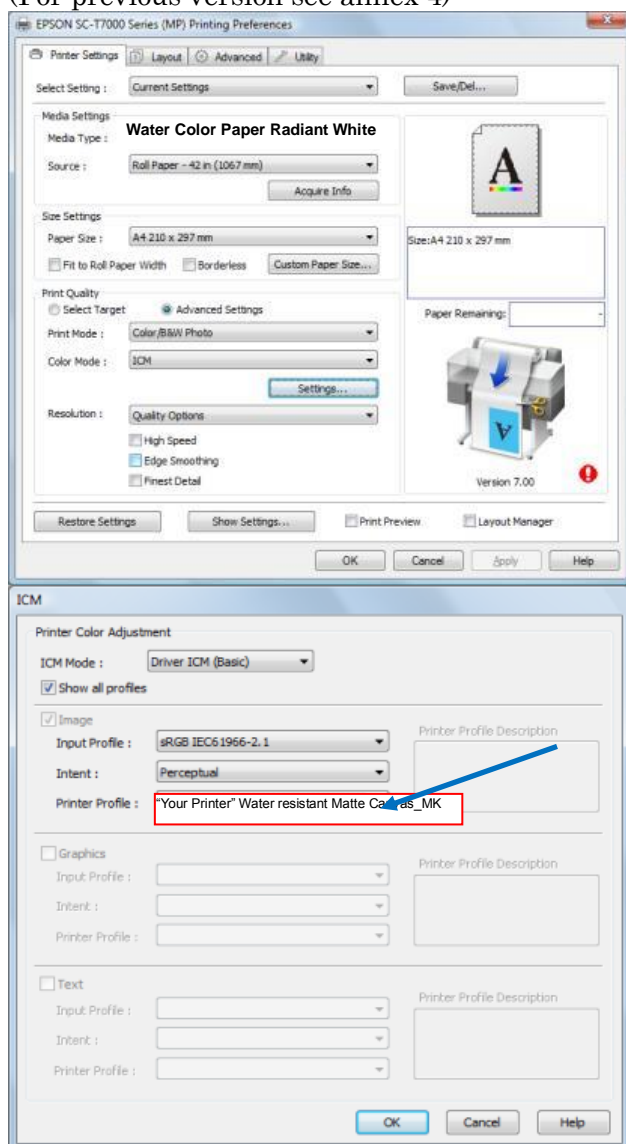 (For previous version see annex 4)
EPSON SC-T7000 Series (MP) Printing Preferences
Printer Settings Layout Advanced Utility
Select Setting : Current Settings Save/Del...
Media Settings
Media Type : Water Color Paper Radiant White
Source : Roll Paper - 42 in (1067 mm)
Acquire Info
A
Size Settings
Paper Size : A4 210 x 297 mm
Size:A4 210 x 297 mm
Fit to Roll Paper Width Borderless Custom Paper Size...
Print Quality
Select Target Advanced Settings
Paper Remaining: -
Print Mode : Color/B&W Photo
Color Mode : ICM
Settings...
Resolution : Quality Options
High Speed
Edge Smoothing
Finest Detail
A
Version 7.00
Restore Settings Show Settings... Print Preview Layout Manager
OK Cancel Apply Help
ICM
Printer Color Adjustment
ICM Mode : Driver ICM (Basic)
Show all profiles
Image
Printer Profile Description
Input Profile : sRGB IEC61966-2.1
Intent : Perceptual
Printer Profile : "Your Printer" Water resistant Matte Canvas_MK
Graphics
Printer Profile Description
Input Profile :
Intent :
Printer Profile :
Text
Printer Profile Description
Input Profile :
Intent :
Printer Profile :
OK Cancel Help